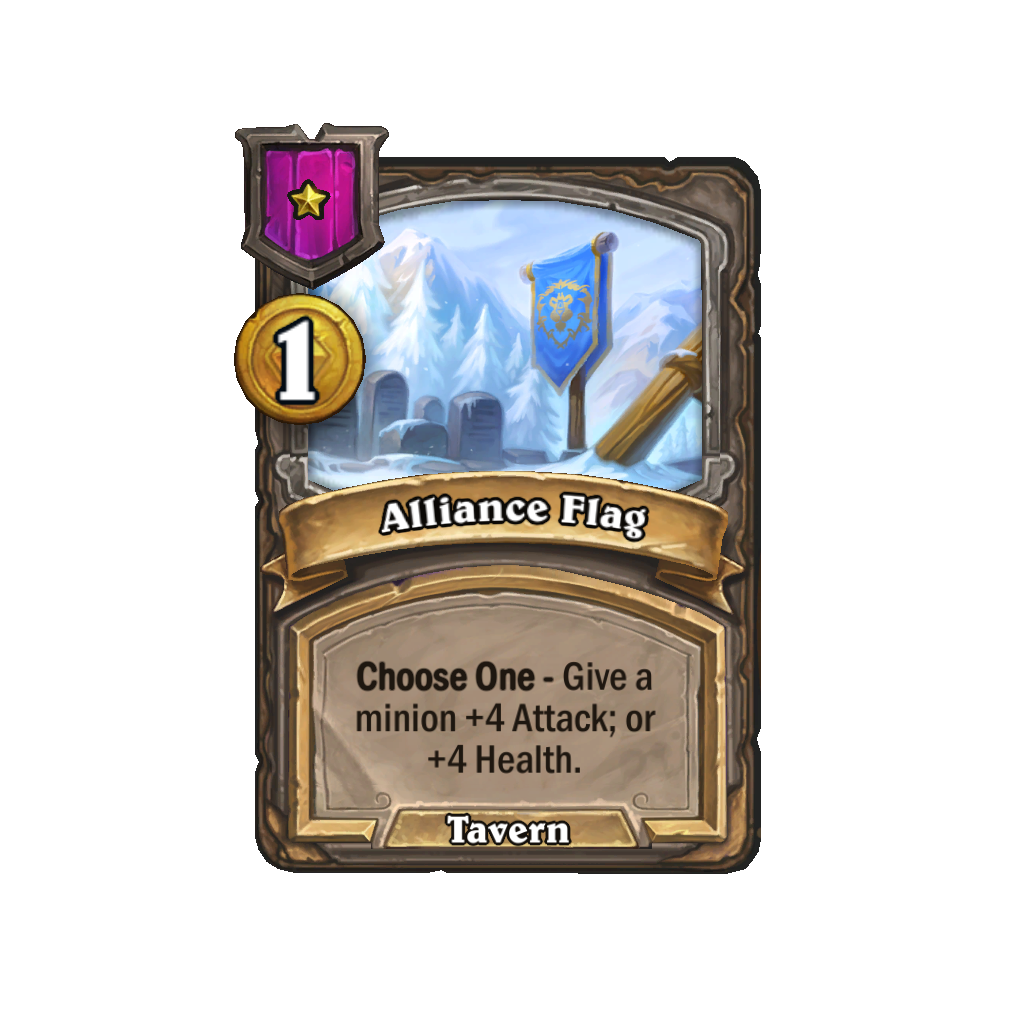 1
Alliance Flag
Choose One - Give a
minion +4 Attack; or
+4 Health.
Tavern